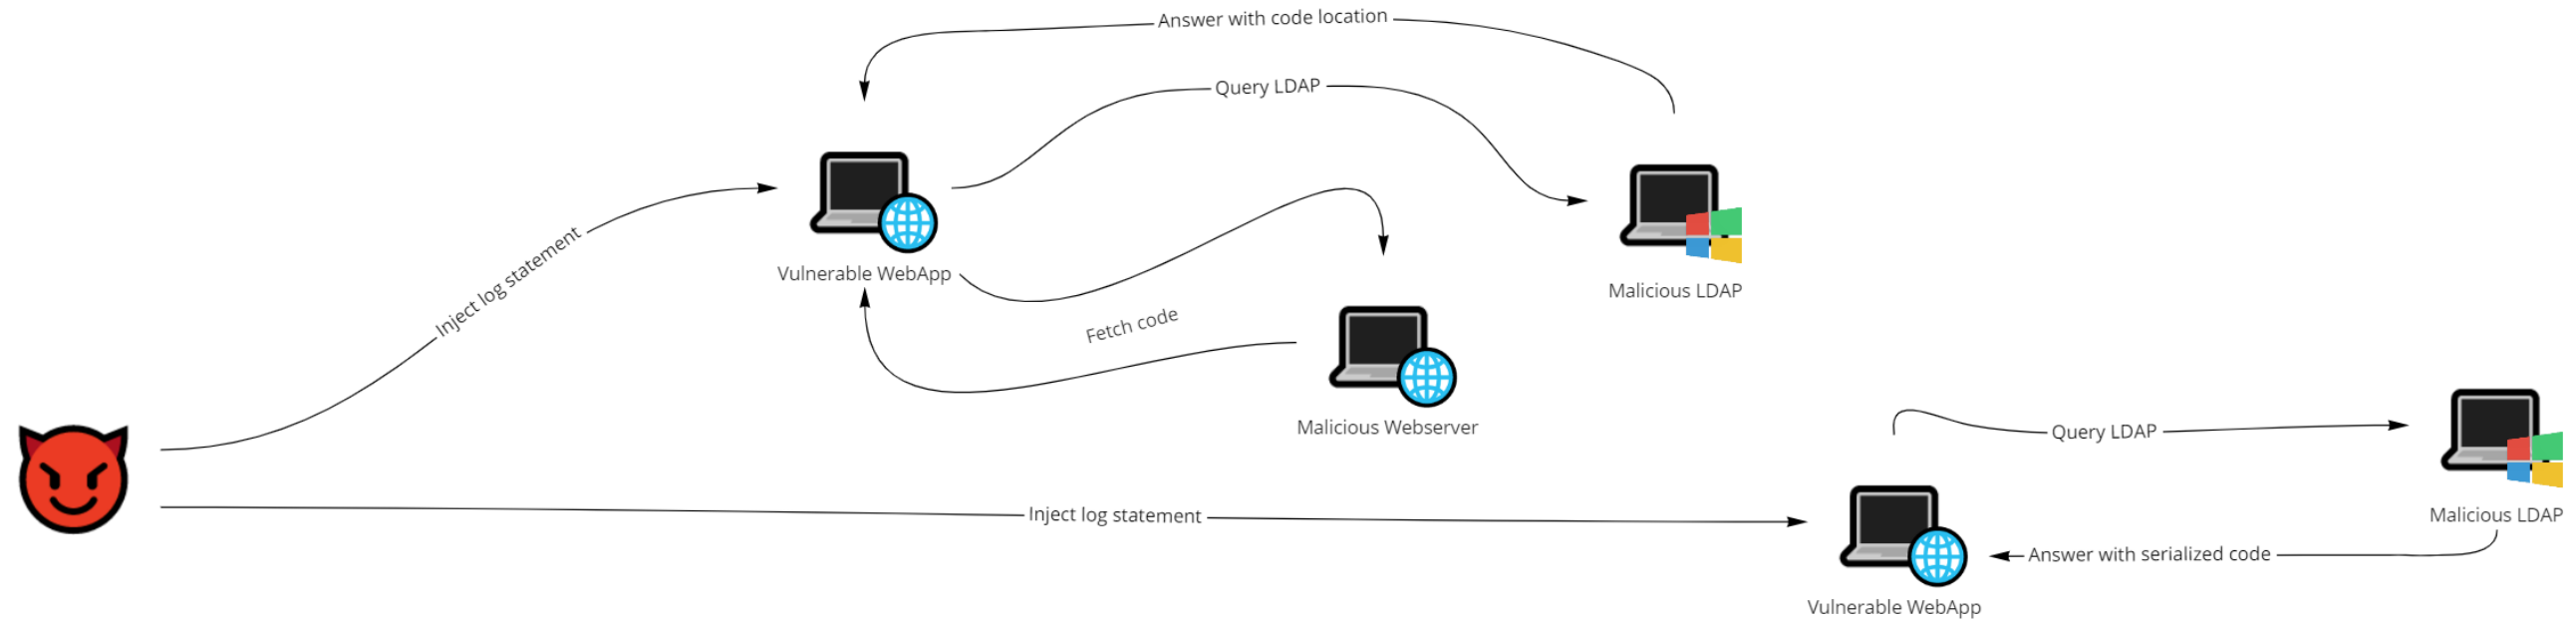 Answer with code location
Query LDAP
Inject log statement
Vulnerable WebApp
Malicious LDAP
Fetch code
Malicious Webserver
Query LDAP
Inject log statement
Malicious LDAP
Answer with serialized code
Vulnerable WebApp